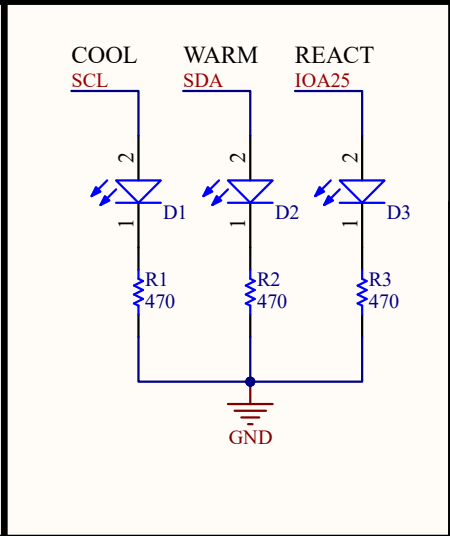 COOL WARM REACT
SCL SDA IOA25
2 2 2
D1 D2 D3
1 1 1
R1 R2 R3
470 470 470
GND